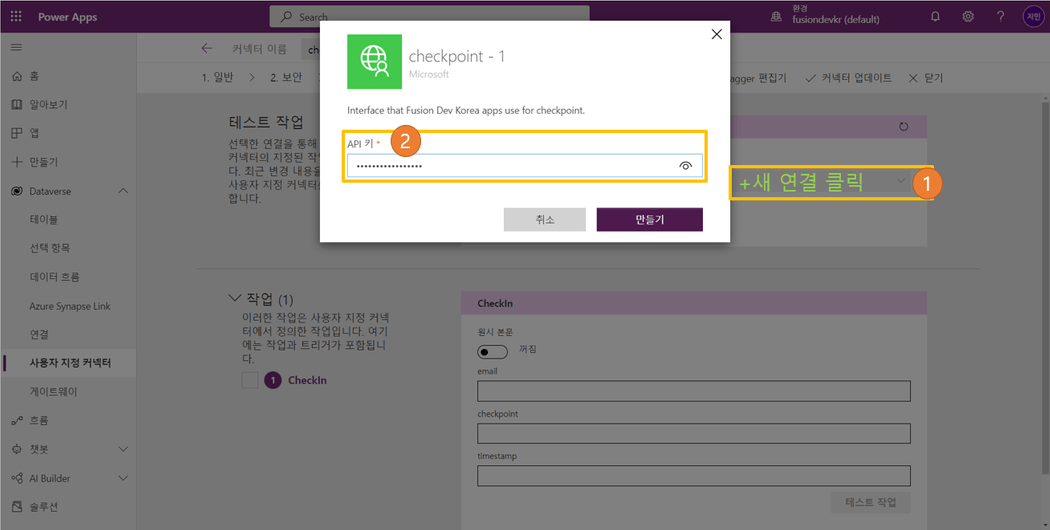 Power Apps
Search
환경
fusiondevkr (default)
?
지민
커넥터 이름
ch
1. 일반
2. 보안
agger 편집기
커넥터 업데이트
닫기
홈
알아보기
앱
만들기
Dataverse
테이블
선택 항목
데이터 흐름
Azure Synapse Link
연결
사용자 지정 커넥터
게이트웨이
흐름
챗봇
AI Builder
솔루션
테스트 작업
선택한 연결을 통해
커넥터의 지정된 작
다. 최근 변경 내용을
사용자 지정 커넥터
합니다.
checkpoint - 1
Microsoft
Interface that Fusion Dev Korea apps use for checkpoint.
API 키 *
2
취소
만들기
+새 연결 클릭
1
작업 (1)
이러한 작업은 사용자 지정 커넥
터에서 정의한 작업입니다. 여기
에는 작업과 트리거가 포함됩니
다.
1 CheckIn
CheckIn
원시 본문
꺼짐
email
checkpoint
timestamp
테스트 작업